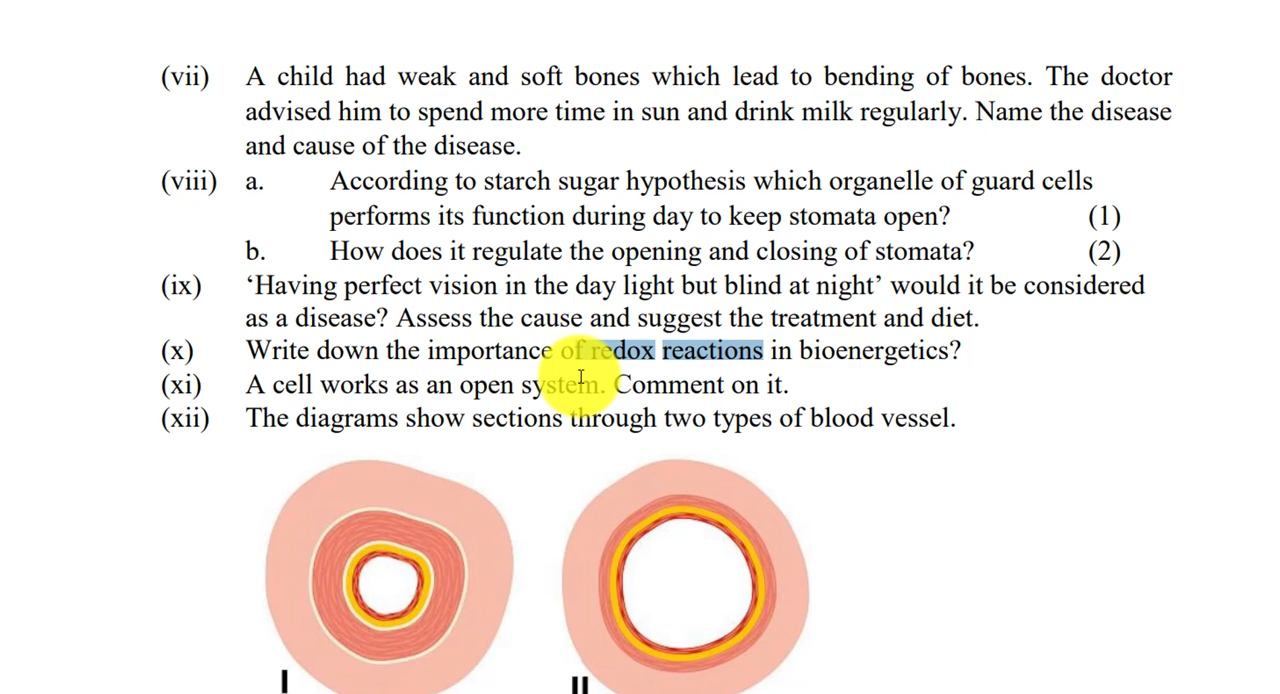 (vii) A child had weak and soft bones which lead to bending of bones. The doctor
advised him to spend more time in sun and drink milk regularly. Name the disease
and cause of the disease.
(viii) a. According to starch sugar hypothesis which organelle of guard cells
performs its function during day to keep stomata open? (1)
b. How does it regulate the opening and closing of stomata? (2)
(ix) ‘Having perfect vision in the day light but blind at night’ would it be considered
as a disease? Assess the cause and suggest the treatment and diet.
(x) Write down the importance of redox reactions in bioenergetics?
(xi) A cell works as an open system. Comment on it.
(xii) The diagrams show sections through two types of blood vessel.
I II